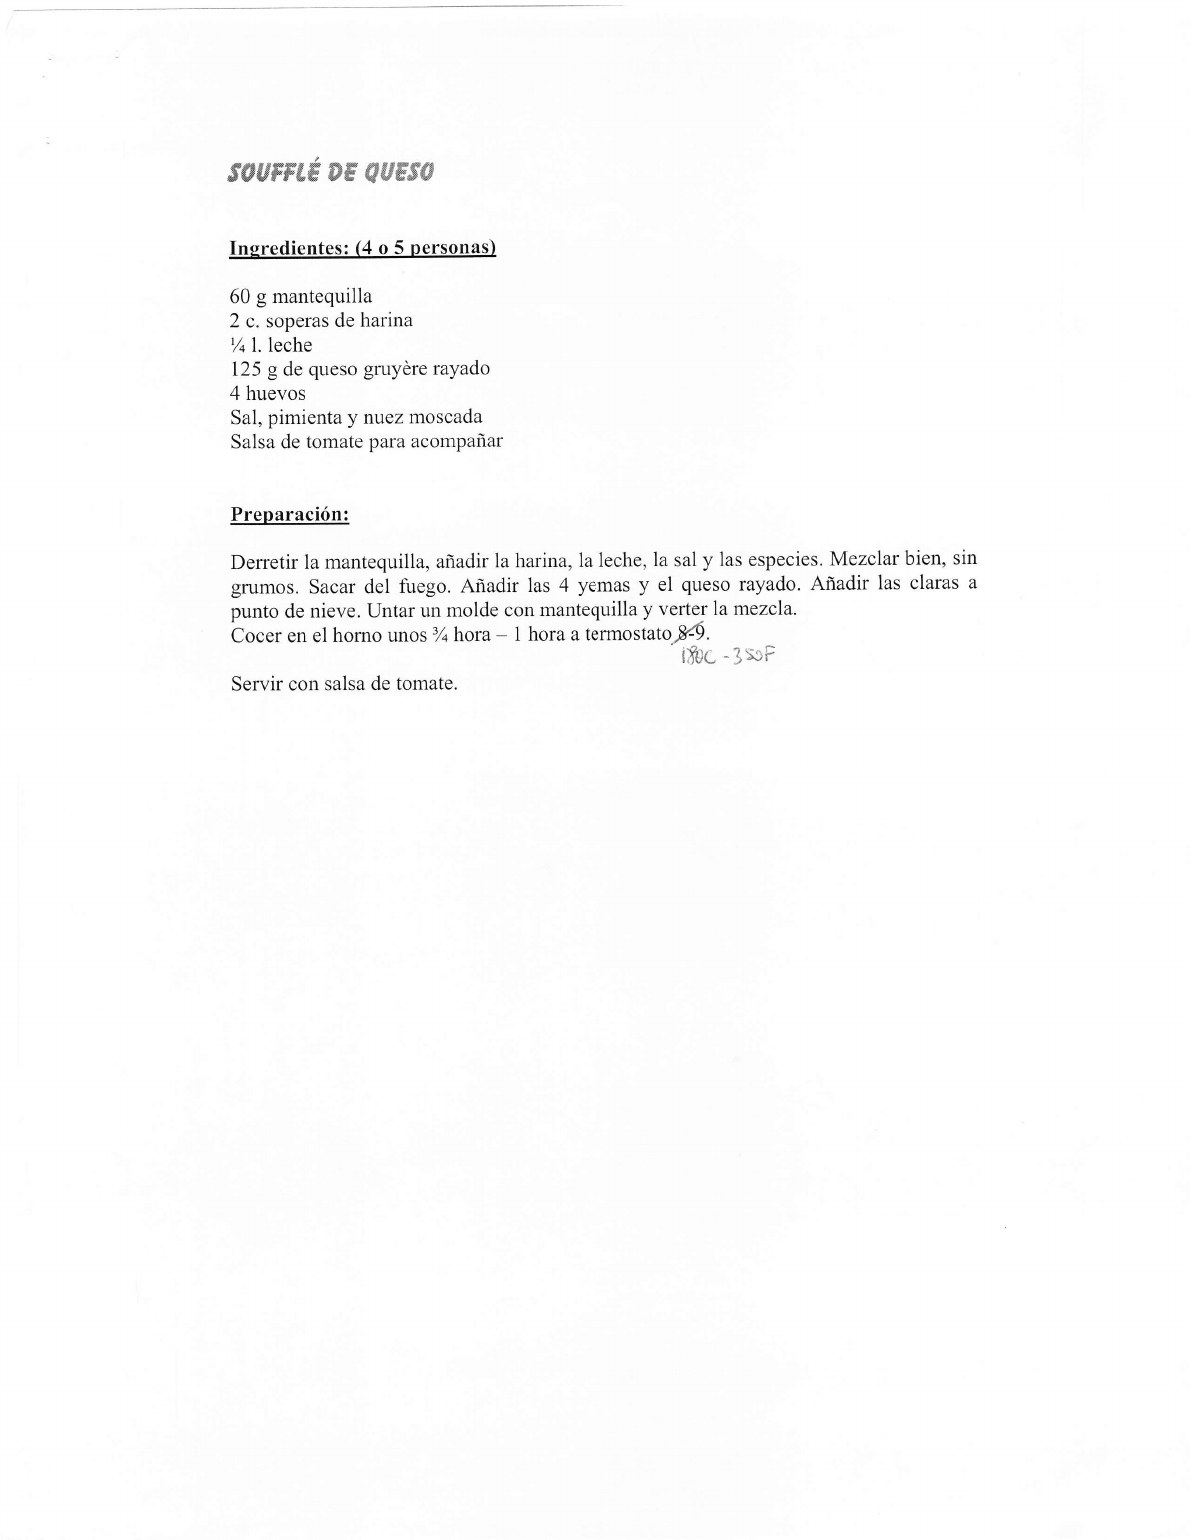 SOUFFLÉ DE QUESO
Ingredientes: (4 o 5 personas)
60 g mantequilla
2 c. soperas de harina
¼ l. leche
125 g de queso gruyère rayado
4 huevos
Sal, pimienta y nuez moscada
Salsa de tomate para acompañar
Preparación:
Derretir la mantequilla, añadir la harina, la leche, la sal y las especies. Mezclar bien, sin
grumos. Sacar del fuego. Añadir las 4 yemas y el queso rayado. Añadir las claras a
punto de nieve. Untar un molde con mantequilla y verter la mezcla.
Cocer en el horno unos ¾ hora – 1 hora a termostato 8-9.
180C - 350F
Servir con salsa de tomate.